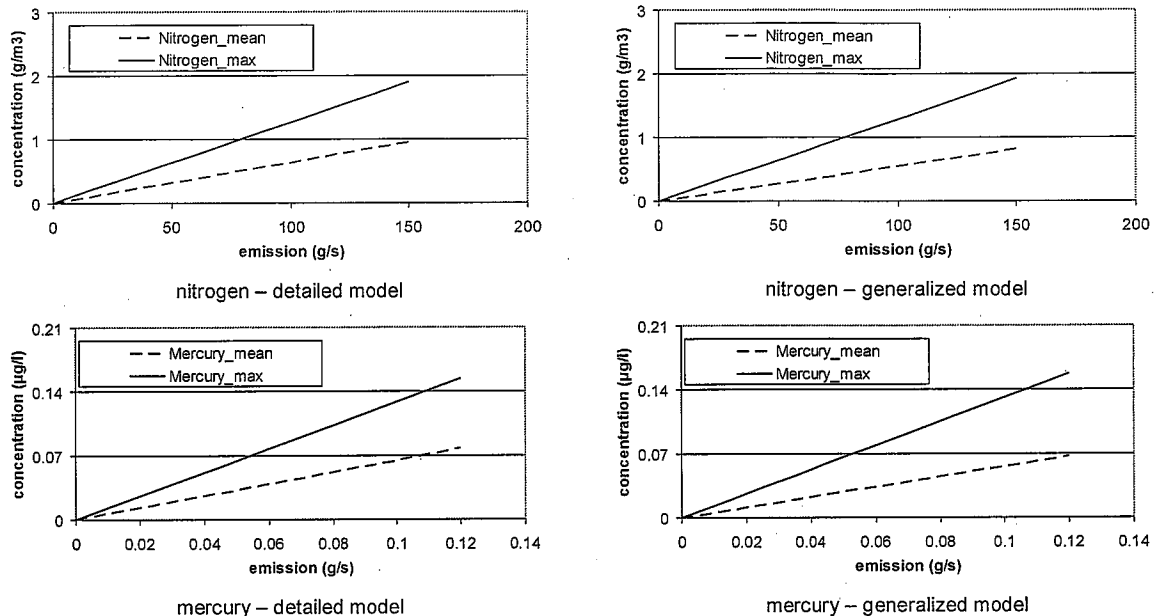 3
2
1
0
concentration (g/m3)
Nitrogen_mean
Nitrogen_max
0 50 100 150 200
emission (g/s)
nitrogen – detailed model
3
2
1
0
concentration (g/m3)
Nitrogen_mean
Nitrogen_max
0 50 100 150 200
emission (g/s)
nitrogen – generalized model
0.21
0.14
0.07
0
concentration (µg/l)
Mercury_mean
Mercury_max
0 0.02 0.04 0.06 0.08 0.1 0.12 0.14
emission (g/s)
mercury – detailed model
0.21
0.14
0.07
0
concentration (µg/l)
Mercury_mean
Mercury_max
0 0.02 0.04 0.06 0.08 0.1 0.12 0.14
emission (g/s)
mercury – generalized model